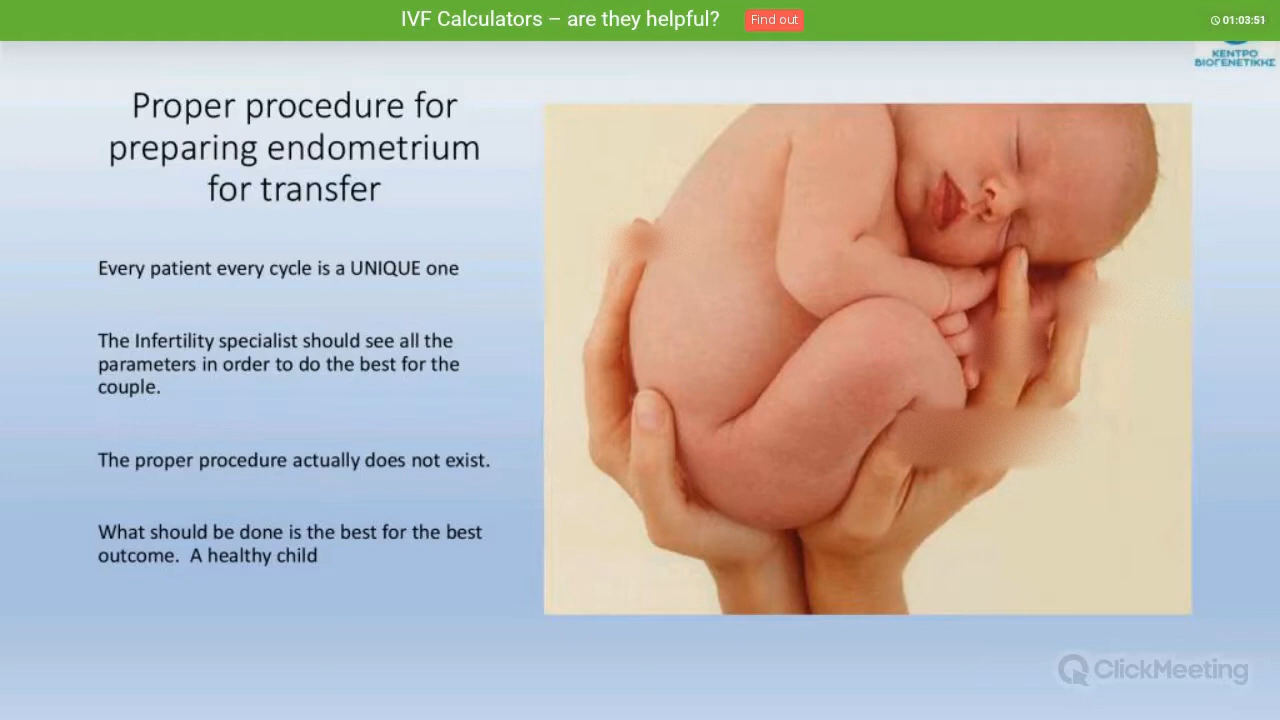 IVF Calculators – are they helpful?
Find out
01:03:51
ΚΕΝΤΡΟ
ΒΙΟΓΕΝΕΤΙΚΗΣ
Proper procedure for
preparing endometrium
for transfer
Every patient every cycle is a UNIQUE one
The Infertility specialist should see all the
parameters in order to do the best for the
couple.
The proper procedure actually does not exist.
What should be done is the best for the best
outcome.  A healthy child
ClickMeeting